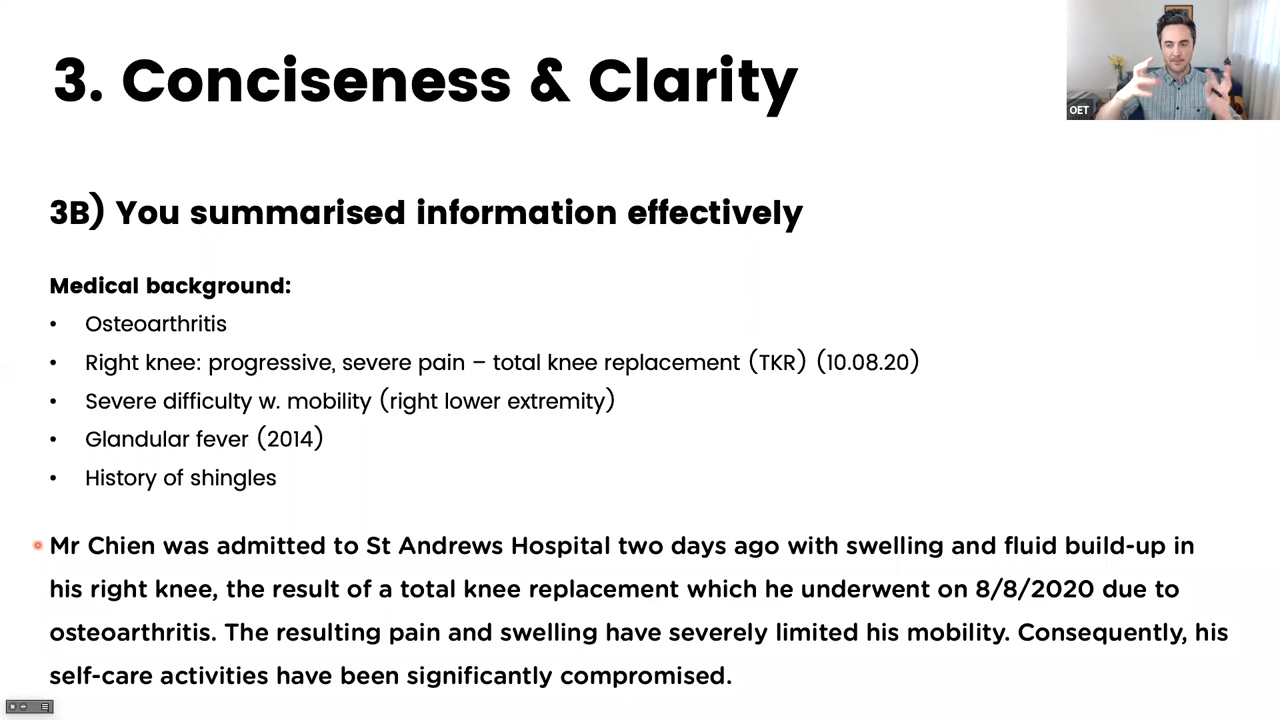 3. Conciseness & Clarity
OET
3B) You summarised information effectively
Medical background:
• Osteoarthritis
• Right knee: progressive, severe pain – total knee replacement (TKR) (10.08.20)
• Severe difficulty w. mobility (right lower extremity)
• Glandular fever (2014)
• History of shingles
Mr Chien was admitted to St Andrews Hospital two days ago with swelling and fluid build-up in
his right knee, the result of a total knee replacement which he underwent on 8/8/2020 due to
osteoarthritis. The resulting pain and swelling have severely limited his mobility. Consequently, his
self-care activities have been significantly compromised.